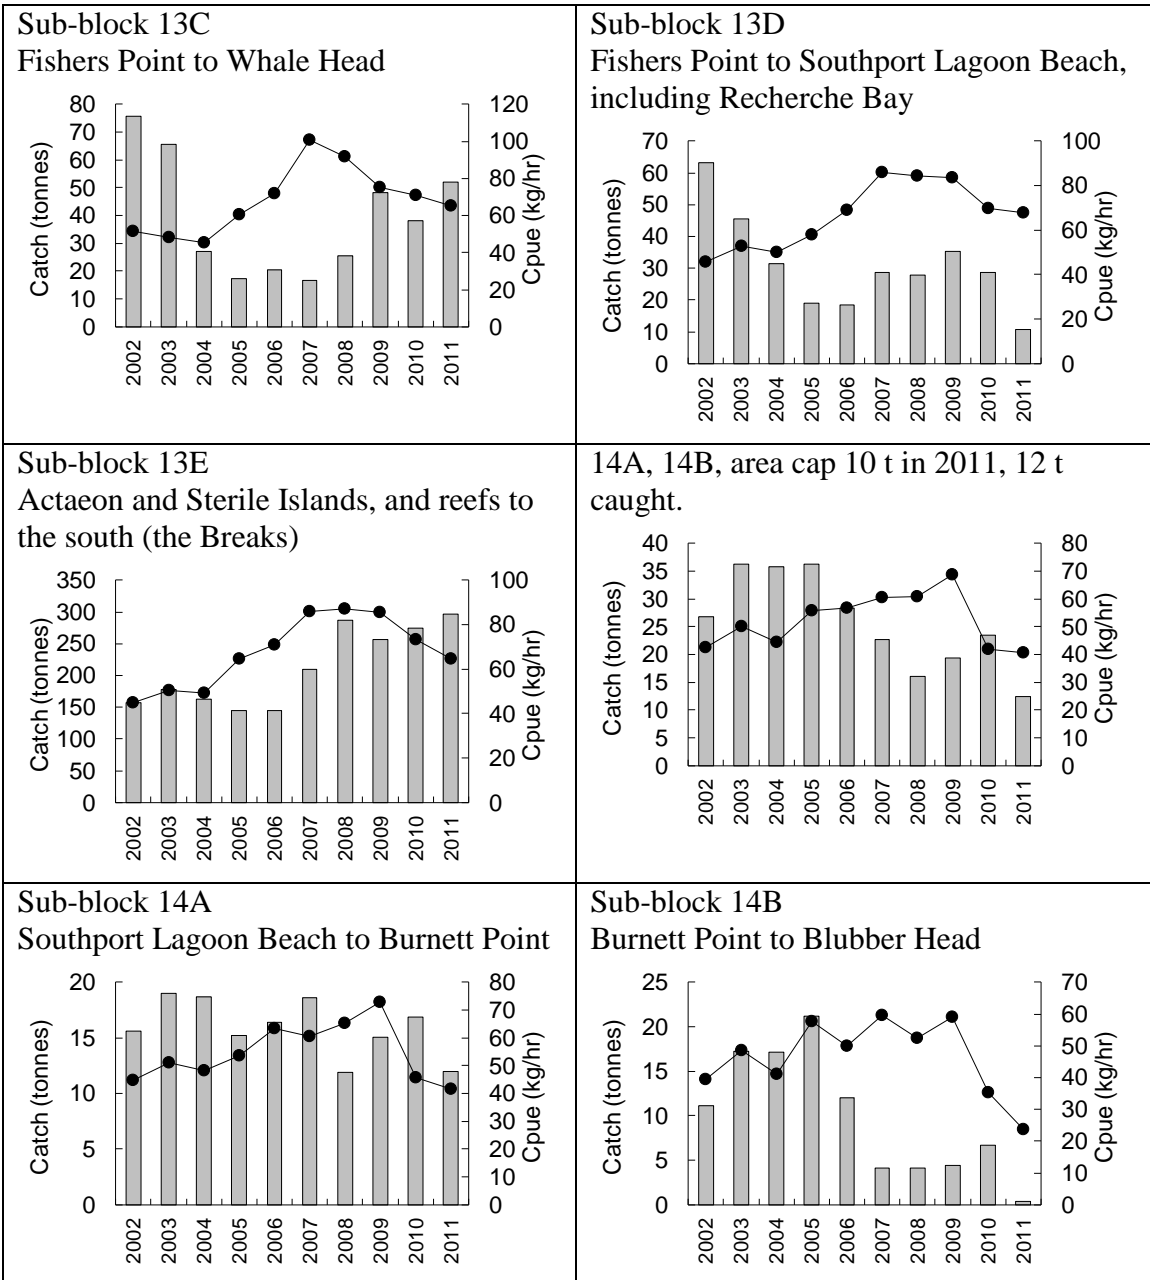 Sub-block 13C
Fishers Point to Whale Head
80
70
60
50
40
30
20
10
0
Catch (tonnes)
120
100
80
60
40
20
0
Cpue (kg/hr)
2002 2003 2004 2005 2006 2007 2008 2009 2010 2011
Sub-block 13D
Fishers Point to Southport Lagoon Beach,
including Recherche Bay
70
60
50
40
30
20
10
0
Catch (tonnes)
100
80
60
40
20
0
Cpue (kg/hr)
2002 2003 2004 2005 2006 2007 2008 2009 2010 2011
Sub-block 13E
Actaeon and Sterile Islands, and reefs to
the south (the Breaks)
350
300
250
200
150
100
50
0
Catch (tonnes)
100
80
60
40
20
0
Cpue (kg/hr)
2002 2003 2004 2005 2006 2007 2008 2009 2010 2011
14A, 14B, area cap 10 t in 2011, 12 t
caught.
40
35
30
25
20
15
10
5
0
Catch (tonnes)
80
70
60
50
40
30
20
10
0
Cpue (kg/hr)
2002 2003 2004 2005 2006 2007 2008 2009 2010 2011
Sub-block 14A
Southport Lagoon Beach to Burnett Point
20
15
10
5
0
Catch (tonnes)
80
70
60
50
40
30
20
10
0
Cpue (kg/hr)
2002 2003 2004 2005 2006 2007 2008 2009 2010 2011
Sub-block 14B
Burnett Point to Blubber Head
25
20
15
10
5
0
Catch (tonnes)
70
60
50
40
30
20
10
0
Cpue (kg/hr)
2002 2003 2004 2005 2006 2007 2008 2009 2010 2011